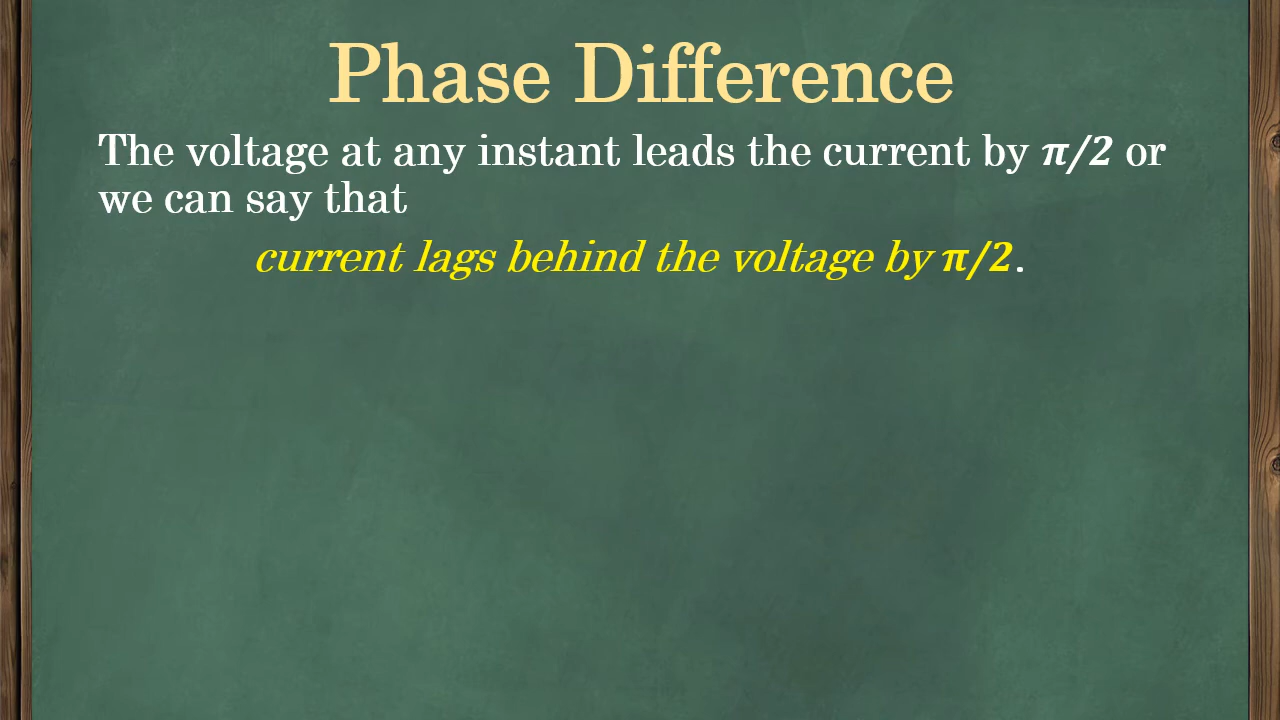 Phase Difference
The voltage at any instant leads the current by π/2 or
we can say that
current lags behind the voltage by π/2.